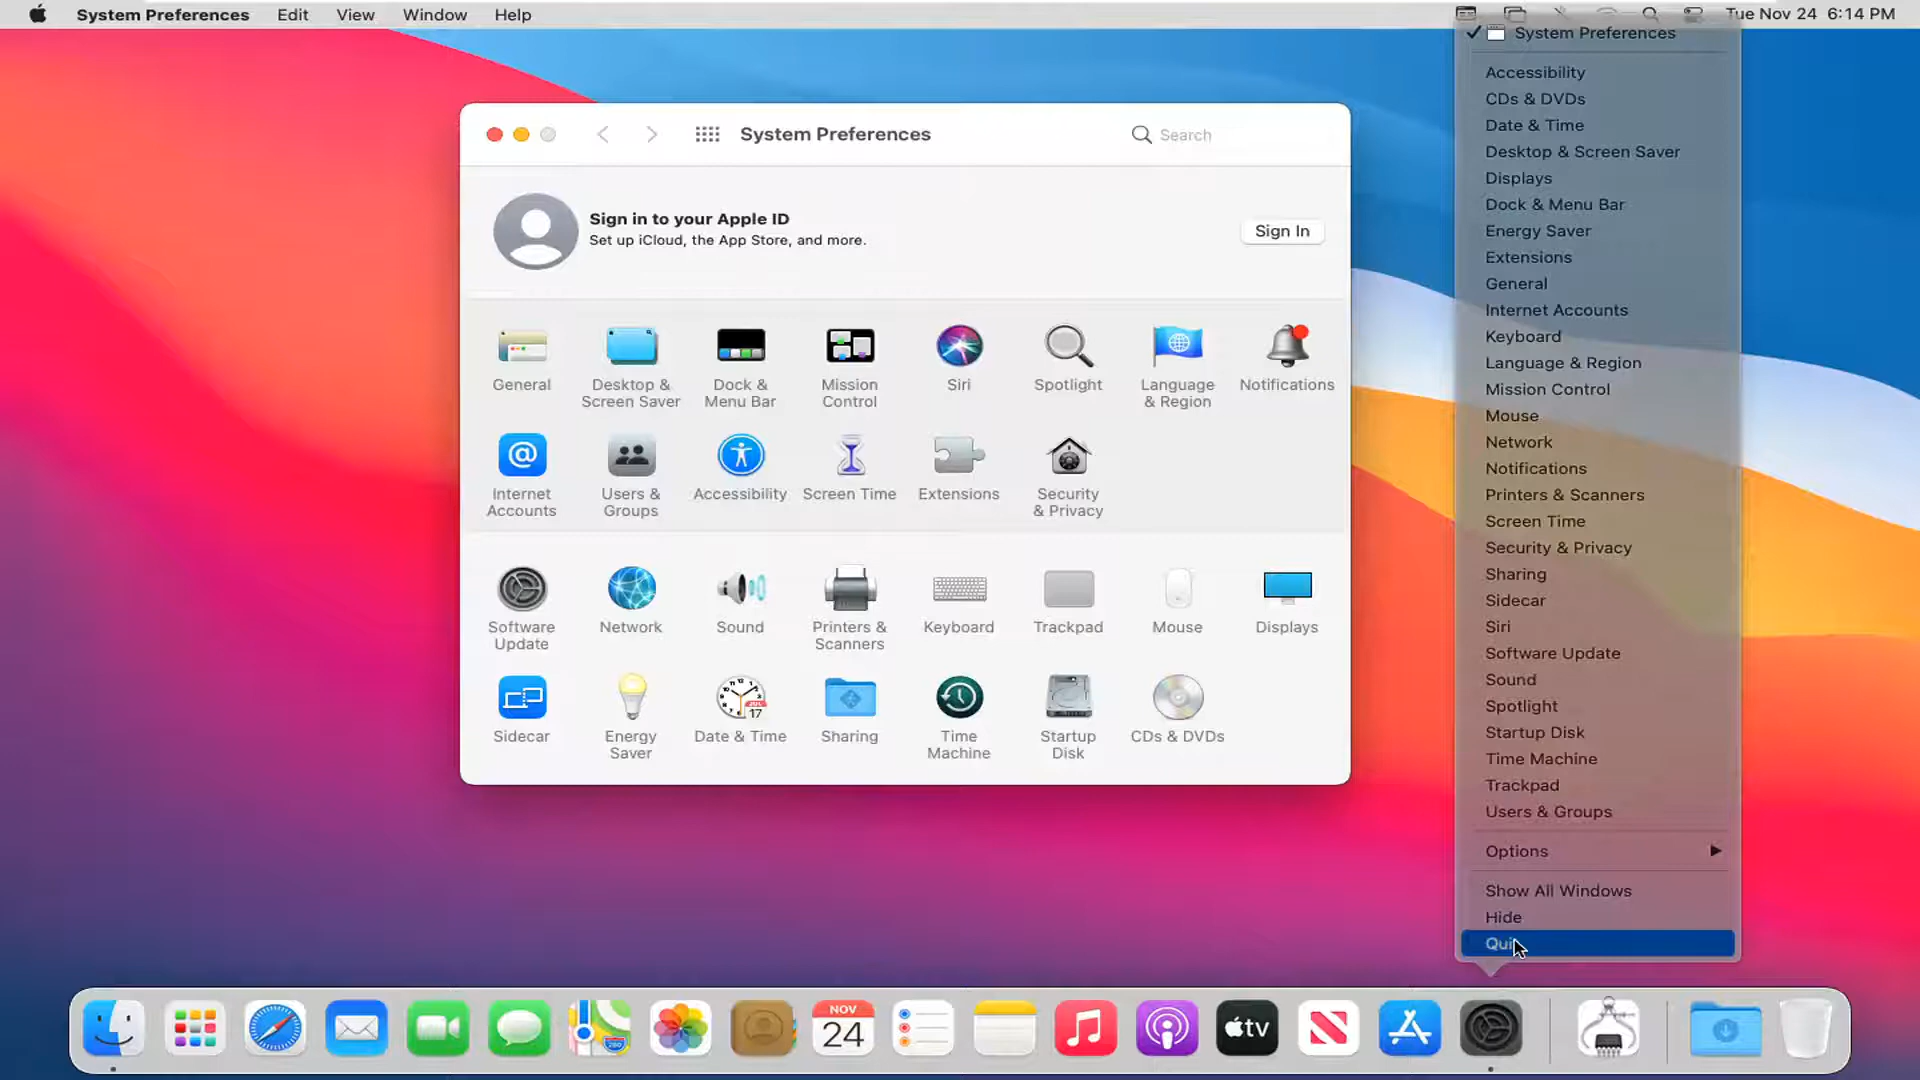 System Preferences Edit View Window Help
Tue Nov 24 6:14 PM
System Preferences
Search
Sign in to your Apple ID
Set up iCloud, the App Store, and more.
Sign In
General
Desktop &
Screen Saver
Dock &
Menu Bar
Mission
Control
Siri
Spotlight
Language
& Region
Notifications
Internet
Accounts
Users &
Groups
Accessibility
Screen Time
Extensions
Security
& Privacy
Software
Update
Network
Sound
Printers &
Scanners
Keyboard
Trackpad
Mouse
Displays
Sidecar
Energy
Saver
Date & Time
Sharing
Time
Machine
Startup
Disk
CDs & DVDs
System Preferences
Accessibility
CDs & DVDs
Date & Time
Desktop & Screen Saver
Displays
Dock & Menu Bar
Energy Saver
Extensions
General
Internet Accounts
Keyboard
Language & Region
Mission Control
Mouse
Network
Notifications
Printers & Scanners
Screen Time
Security & Privacy
Sharing
Sidecar
Siri
Software Update
Sound
Spotlight
Startup Disk
Time Machine
Trackpad
Users & Groups
Options
Show All Windows
Hide
Quit
NOV
24
tv